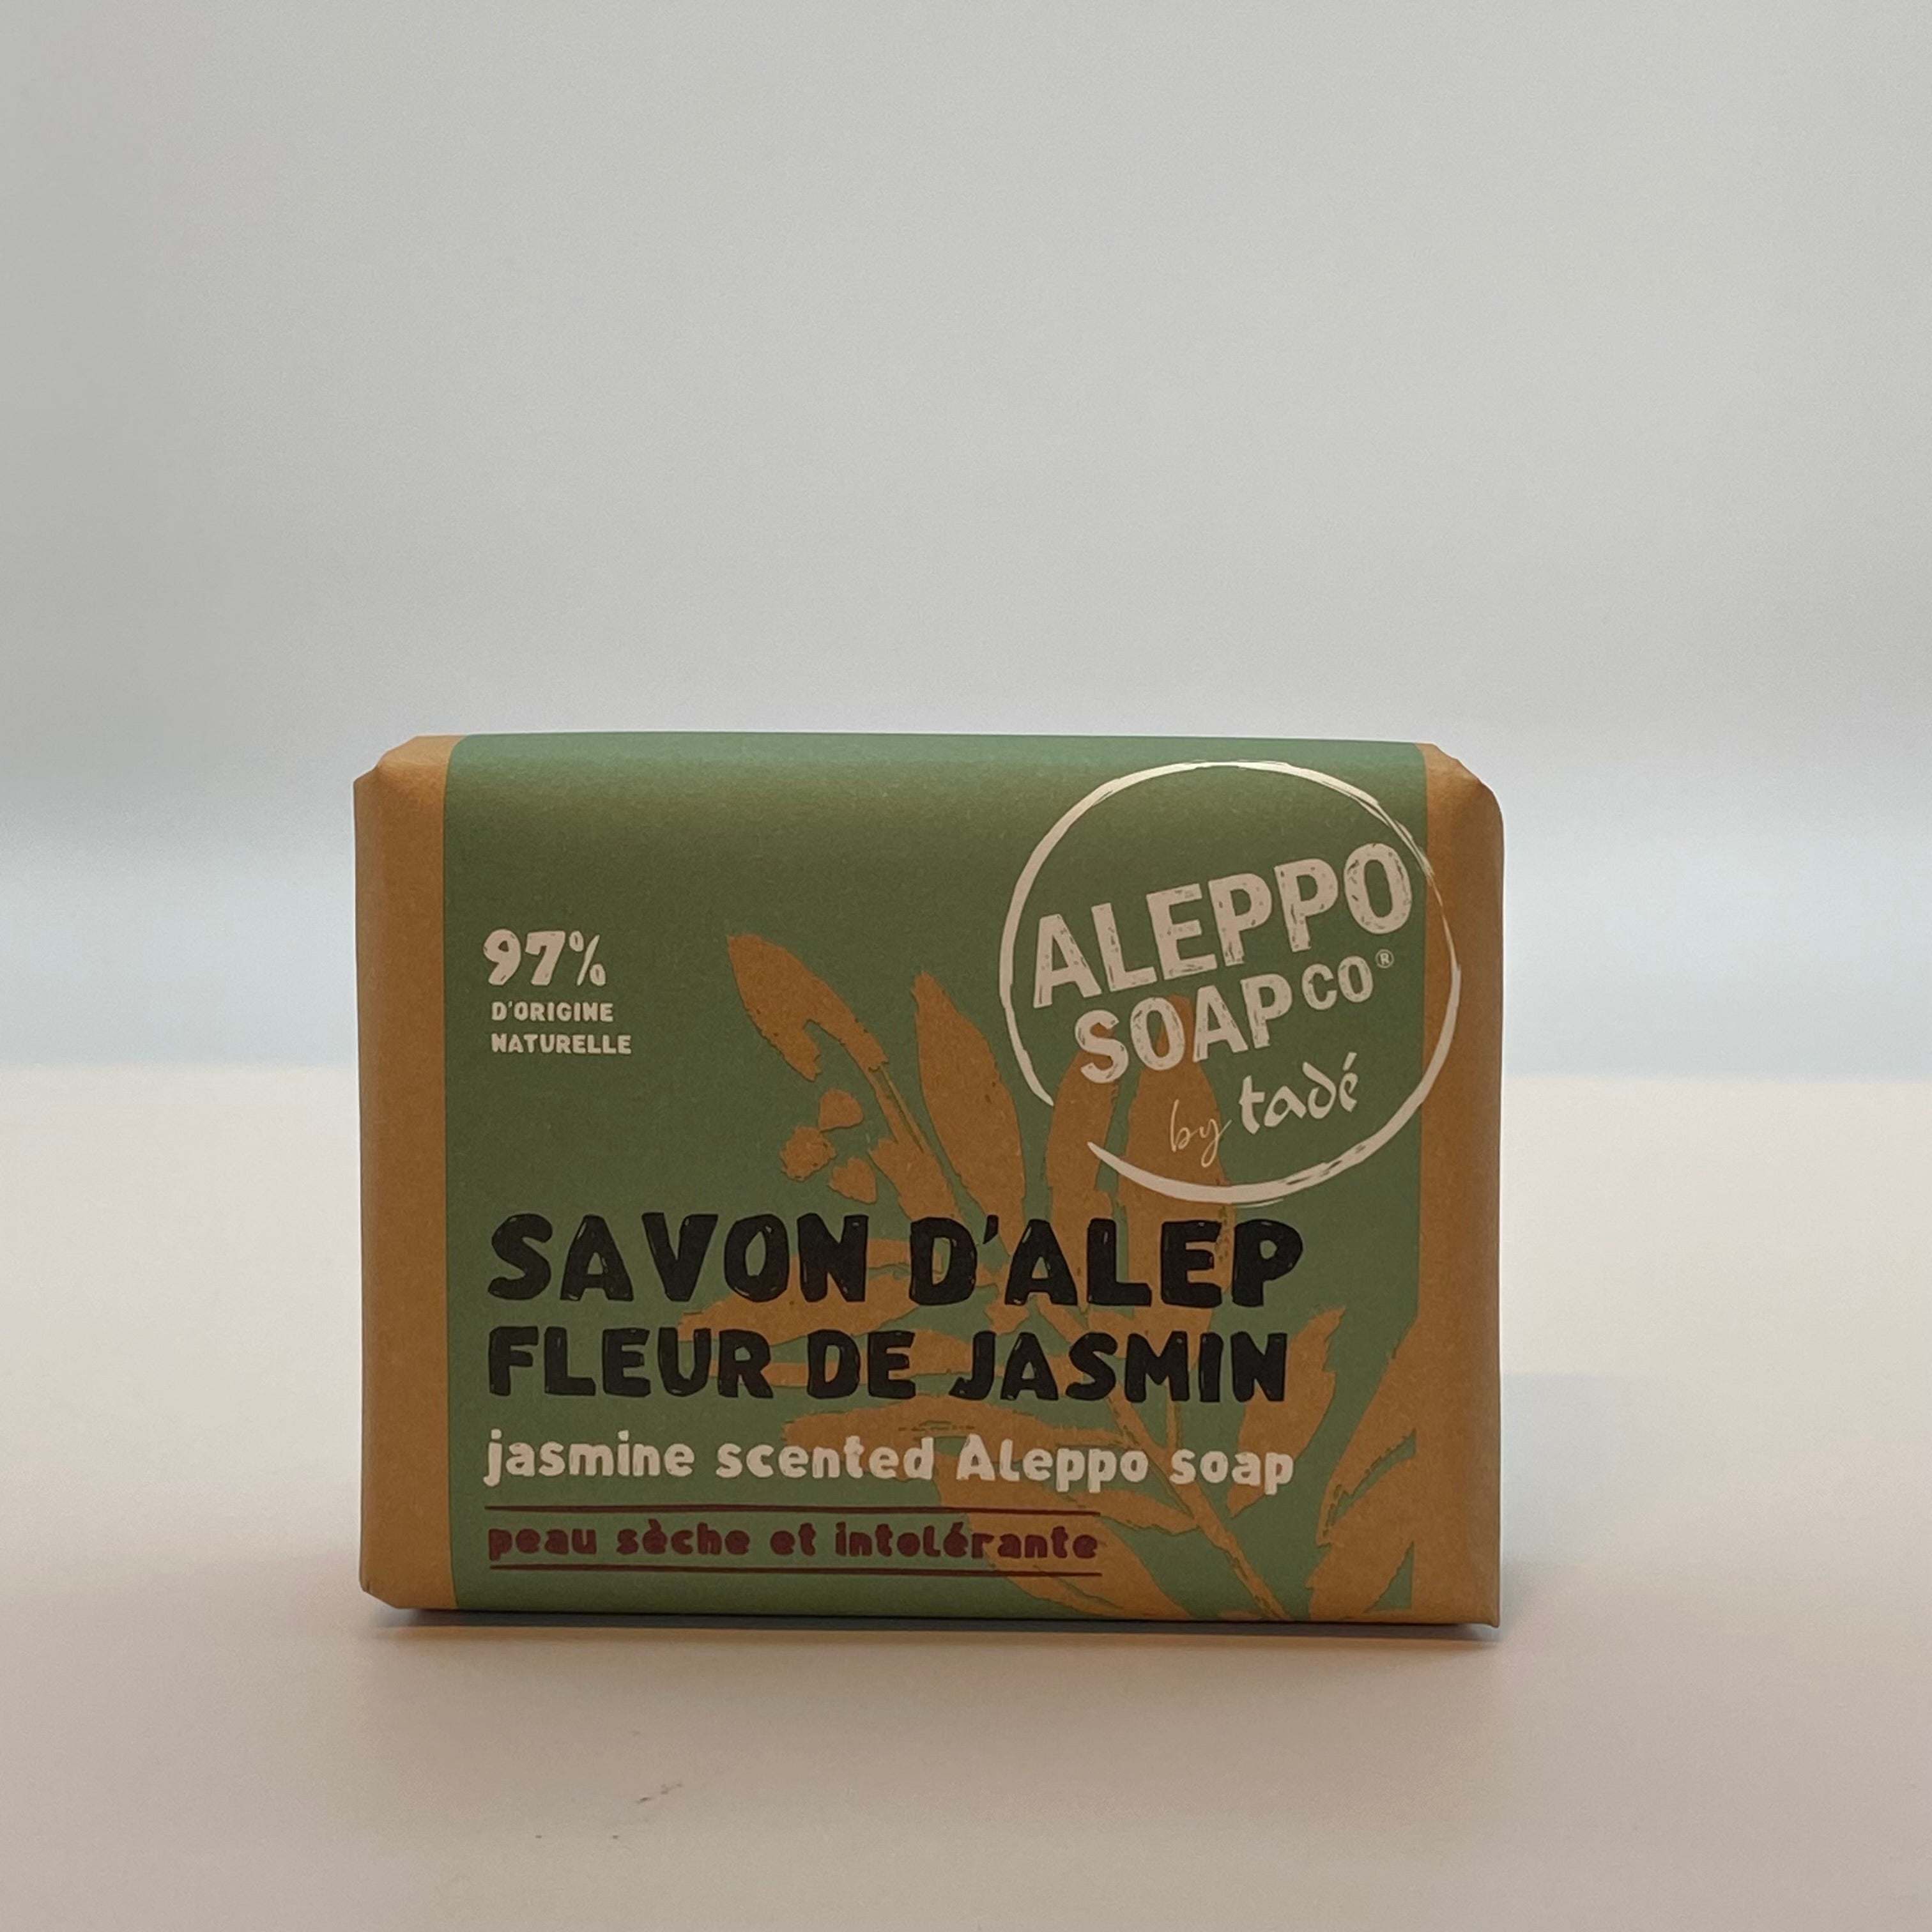 ALEPPO
SOAP CO®
by tadé
97%
D'ORIGINE
NATURELLE
SAVON D'ALEP
FLEUR DE JASMIN
jasmine scented Aleppo soap
peau sèche et intolérante